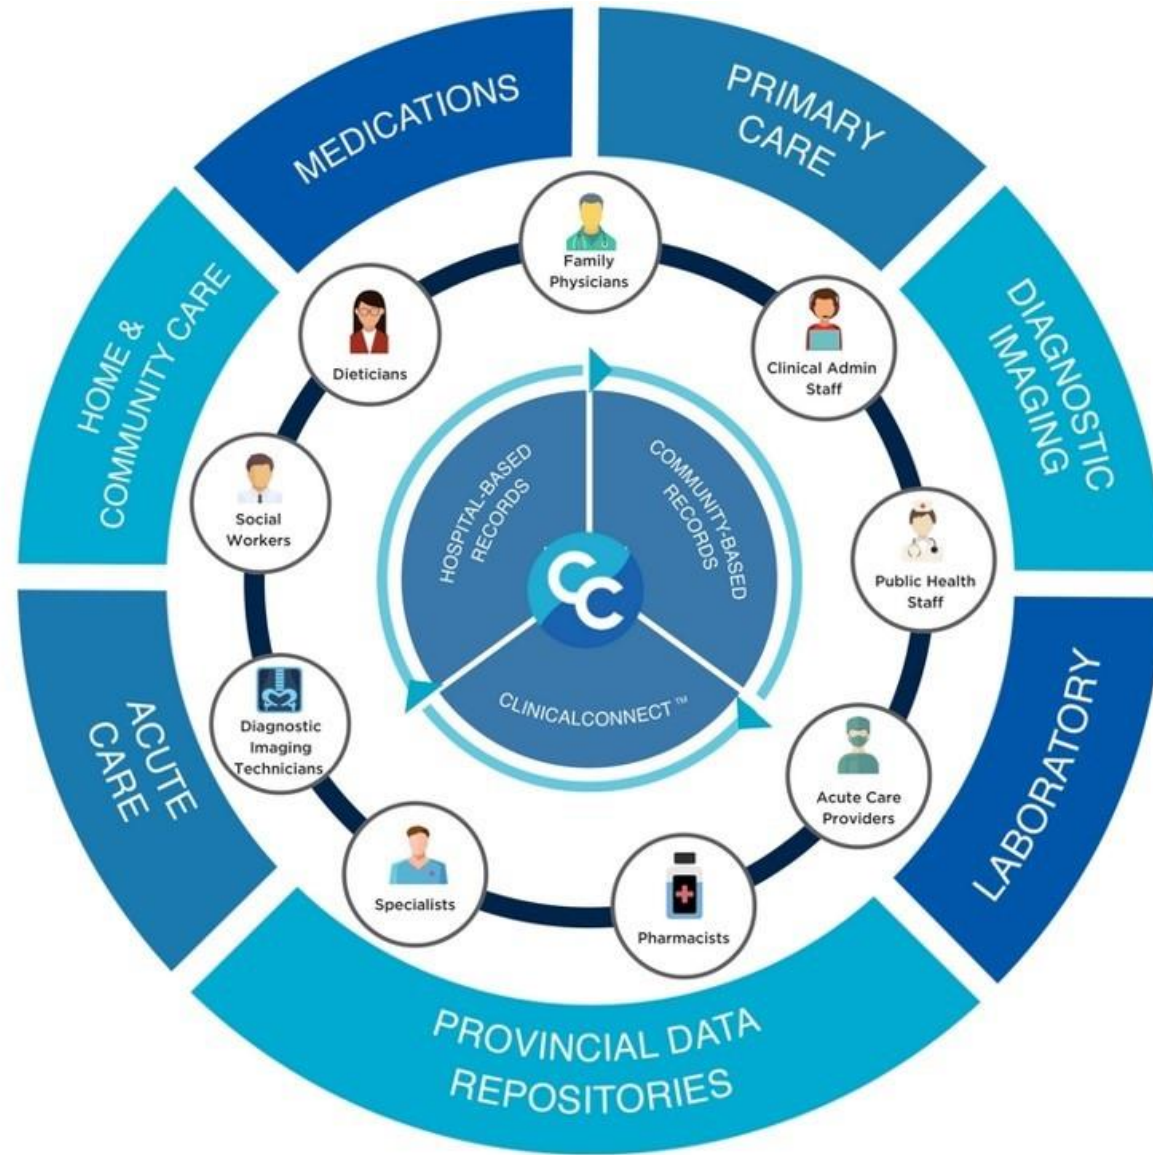 MEDICATIONS
PRIMARY
CARE
DIAGNOSTIC
IMAGING
LABORATORY
PROVINCIAL DATA
REPOSITORIES
ACUTE
CARE
HOME &
COMMUNITY CARE
Family
Physicians
Clinical Admin
Staff
Public Health
Staff
Acute Care
Providers
Pharmacists
Specialists
Diagnostic
Imaging
Technicians
Social
Workers
Dieticians
HOSPITAL-BASED
RECORDS
COMMUNITY-BASED
RECORDS
CLINICALCONNECT™
CC